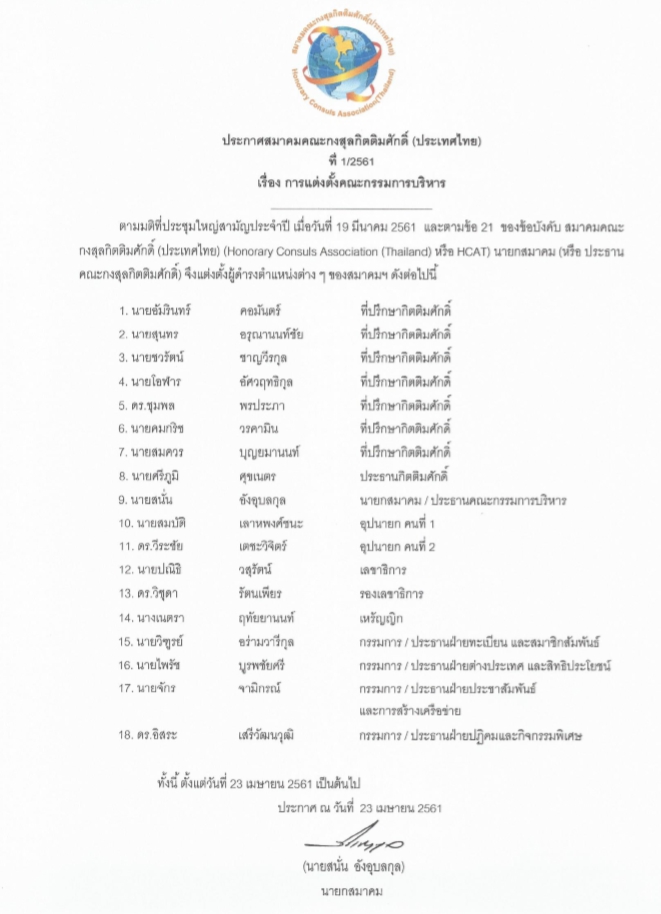 สมาคมคณะกงสุลกิตติมศักดิ์(ประเทศไทย)
Honorary Consuls Association(Thailand)
ประกาศสมาคมคณะกงสุลกิตติมศักดิ์ (ประเทศไทย)
ที่ 1/2561
เรื่อง การแต่งตั้งคณะกรรมการบริหาร
ตามมติที่ประชุมใหญ่สามัญประจำปี เมื่อวันที่ 19 มีนาคม 2561 และตามข้อ 21 ของข้อบังคับ สมาคมคณะ
กงสุลกิตติมศักดิ์ (ประเทศไทย) (Honorary Consuls Association (Thailand) หรือ HCAT) นายกสมาคม (หรือ ประธาน
คณะกงสุลกิตติมศักดิ์) จึงแต่งตั้งผู้ดำรงตำแหน่งต่าง ๆ ของสมาคมฯ ดังต่อไปนี้
1. นายอัมรินทร์ คอมันตร์ ที่ปรึกษากิตติมศักดิ์
2. นายสุนทร อรุณานนท์ชัย ที่ปรึกษากิตติมศักดิ์
3. นายชวรัตน์ ชาญวีรกูล ที่ปรึกษากิตติมศักดิ์
4. นายโอฬาร อัศวฤทธิกุล ที่ปรึกษากิตติมศักดิ์
5. ดร.ชุมพล พรประภา ที่ปรึกษากิตติมศักดิ์
6. นายคมกริช วรคามิน ที่ปรึกษากิตติมศักดิ์
7. นายสมควร บุญยมานนท์ ที่ปรึกษากิตติมศักดิ์
8. นายศรีภูมิ ศุขเนตร ประธานกิตติมศักดิ์
9. นายสนั่น อังอุบลกุล นายกสมาคม / ประธานคณะกรรมการบริหาร
10. นายสมบัติ เลาหพงศ์ชนะ อุปนายก คนที่ 1
11. ดร.วีระชัย เตชะวิจิตร์ อุปนายก คนที่ 2
12. นายปณิธิ วสุรัตน์ เลขาธิการ
13. ดร.วิชุดา รัตนเพียร รองเลขาธิการ
14. นางเนตรา ฤทัยยานนท์ เหรัญญิก
15. นายวิฑูรย์ อร่ามวารีกุล กรรมการ / ประธานฝ่ายทะเบียน และสมาชิกสัมพันธ์
16. นายไพรัช บูรพชัยศรี กรรมการ / ประธานฝ่ายต่างประเทศ และสิทธิประโยชน์
17. นายจักร จามิกรณ์ กรรมการ / ประธานฝ่ายประชาสัมพันธ์
และการสร้างเครือข่าย
18. ดร.อิสระ เสรีวัฒนวุฒิ กรรมการ / ประธานฝ่ายปฏิคมและกิจกรรมพิเศษ
ทั้งนี้ ตั้งแต่วันที่ 23 เมษายน 2561 เป็นต้นไป
ประกาศ ณ วันที่ 23 เมษายน 2561
(นายสนั่น อังอุบลกุล)
นายกสมาคม